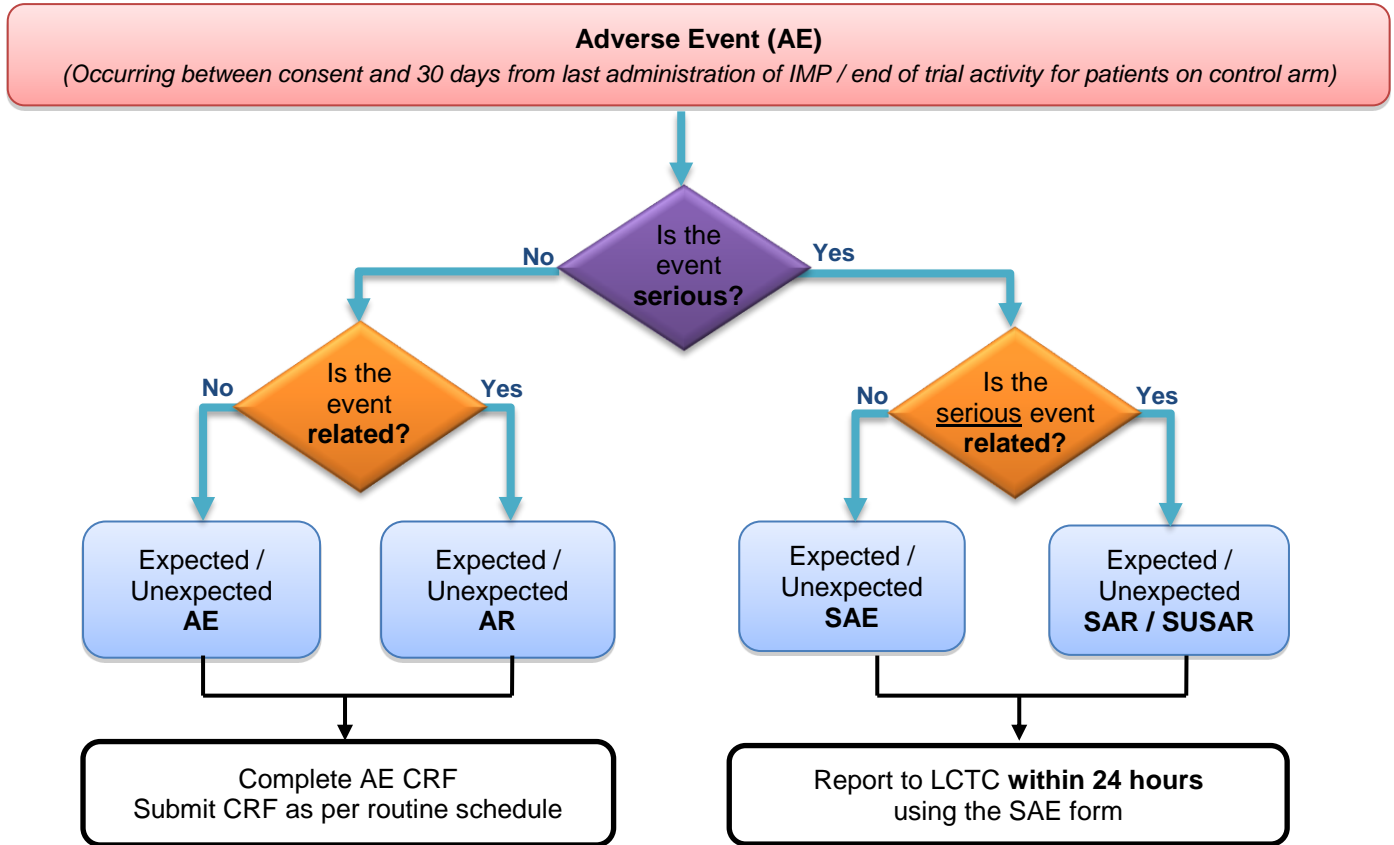 Adverse Event (AE)
(Occurring between consent and 30 days from last administration of IMP / end of trial activity for patients on control arm)
Is the
event
serious?
No
Yes
Is the
event
related?
No
Yes
Is the
serious event
related?
No
Yes
Expected /
Unexpected
AE
Expected /
Unexpected
AR
Expected /
Unexpected
SAE
Expected /
Unexpected
SAR / SUSAR
Complete AE CRF
Submit CRF as per routine schedule
Report to LCTC within 24 hours
using the SAE form